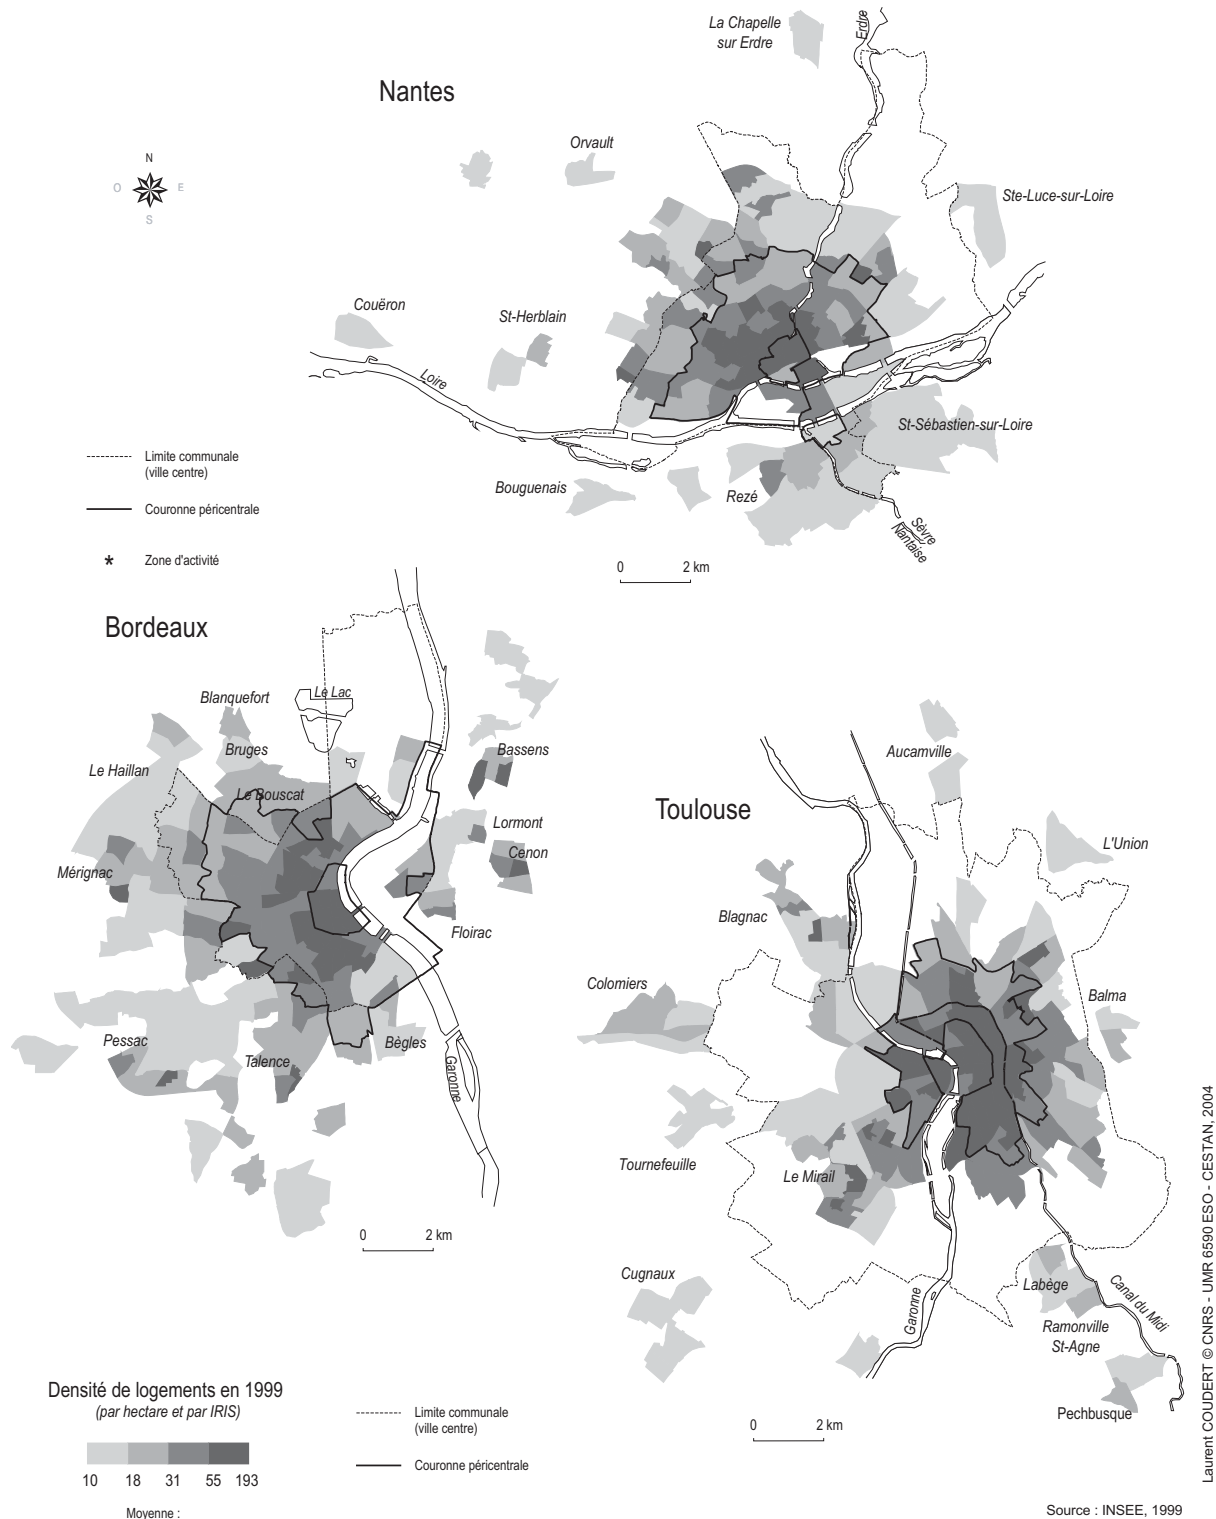 La Chapelle
sur Erdre
Erdre
Nantes
Orvault
N
O
E
S
Ste-Luce-sur-Loire
Couëron
St-Herblain
Loire
St-Sébastien-sur-Loire
Limite communale
(ville centre)
Bouguenais
Rezé
Couronne péricentrale
Sèvre
Nantaise
*
Zone d'activité
0
2 km
Bordeaux
Blanquefort
Le Lac
Bruges
Bassens
Le Haillan
Le Bouscat
Lormont
Cenon
Mérignac
Floirac
Pessac
Talence
Bègles
Garonne
0
2 km
Aucamville
Toulouse
L'Union
Blagnac
Colomiers
Balma
Tournefeuille
Le Mirail
Cugnaux
Garonne
Labège
Canal du Midi
Ramonville
St-Agne
Pechbusque
0
2 km
Densité de logements en 1999
(par hectare et par IRIS)
10
18
31
55
193
Moyenne :
Limite communale
(ville centre)
Couronne péricentrale
Laurent COUDERT © CNRS - UMR 6590 ESO - CESTAN, 2004
Source : INSEE, 1999